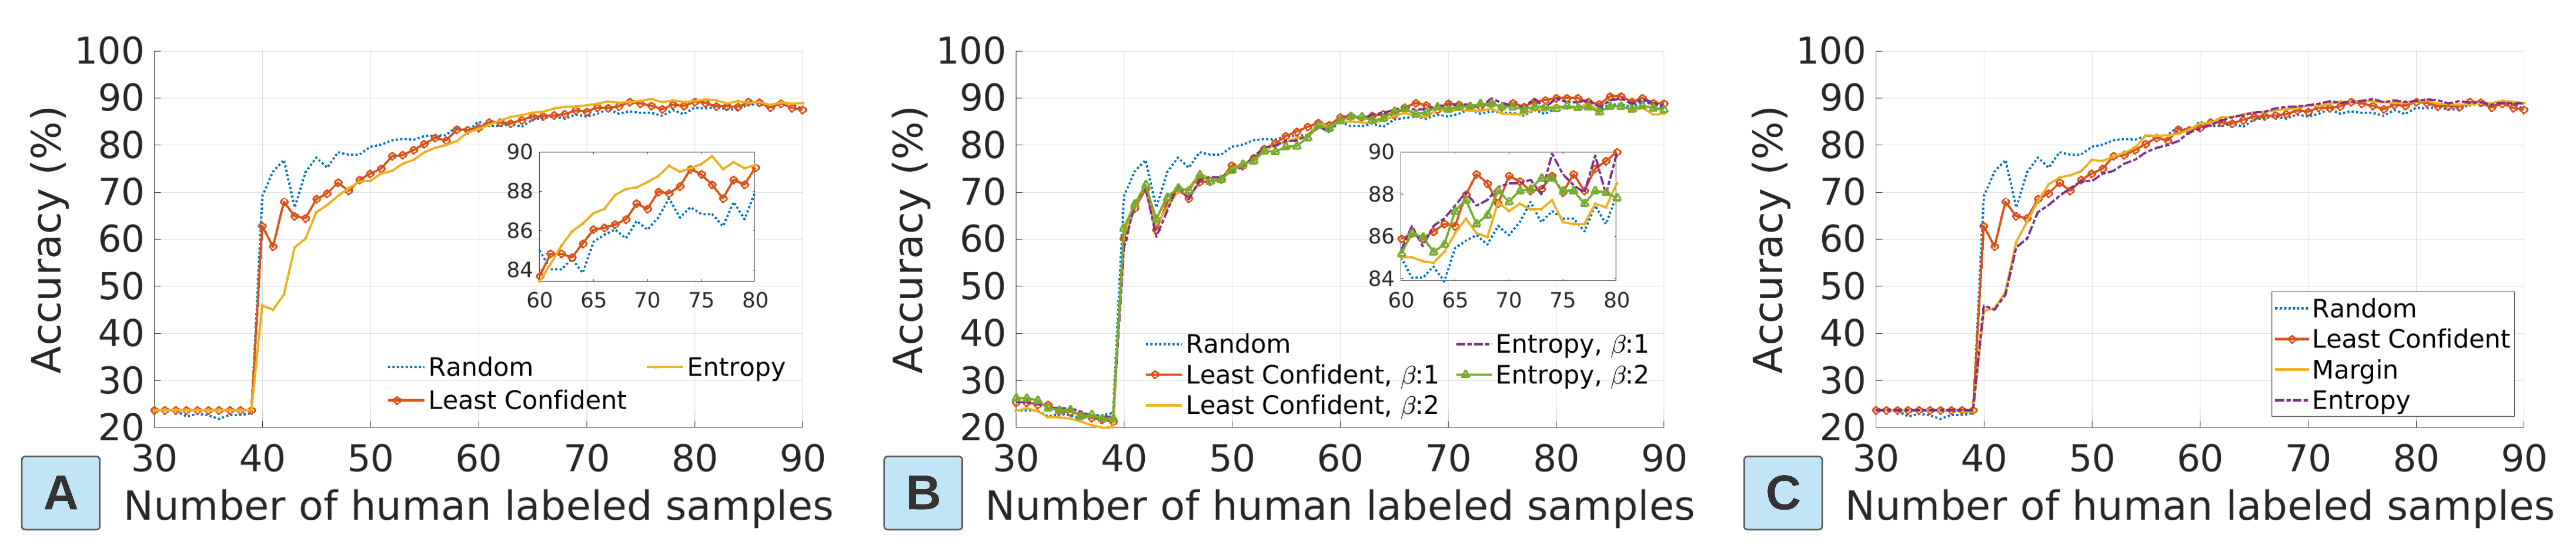 100
90
80
70
60
50
40
30
20
Accuracy (%)
90
88
86
84
60 65 70 75 80
Random
Entropy
Least Confident
30 40 50 60 70 80 90
Number of human labeled samples
A
100
90
80
70
60
50
40
30
20
Accuracy (%)
90
88
86
84
60 65 70 75 80
Random
Entropy, β:1
Least Confident, β:1
Entropy, β:2
Least Confident, β:2
30 40 50 60 70 80 90
Number of human labeled samples
B
100
90
80
70
60
50
40
30
20
Accuracy (%)
Random
Least Confident
Margin
Entropy
30 40 50 60 70 80 90
Number of human labeled samples
C